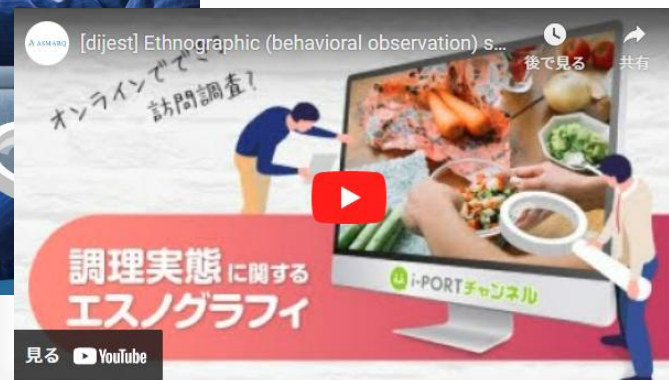 A ASMARQ
[dijest] Ethnographic (behavioral observation) s...
後で見る
共有
オンラインでできる
訪問調査?
調理実態に関する
エスノグラフィ
i-PORTチャンネル
見る YouTube